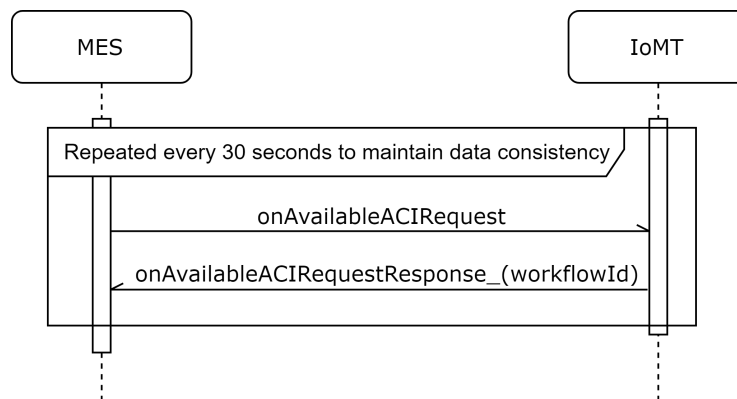 MES
IoMT
Repeated every 30 seconds to maintain data consistency
onAvailableACIRequest
onAvailableACIRequestResponse_(workflowId)